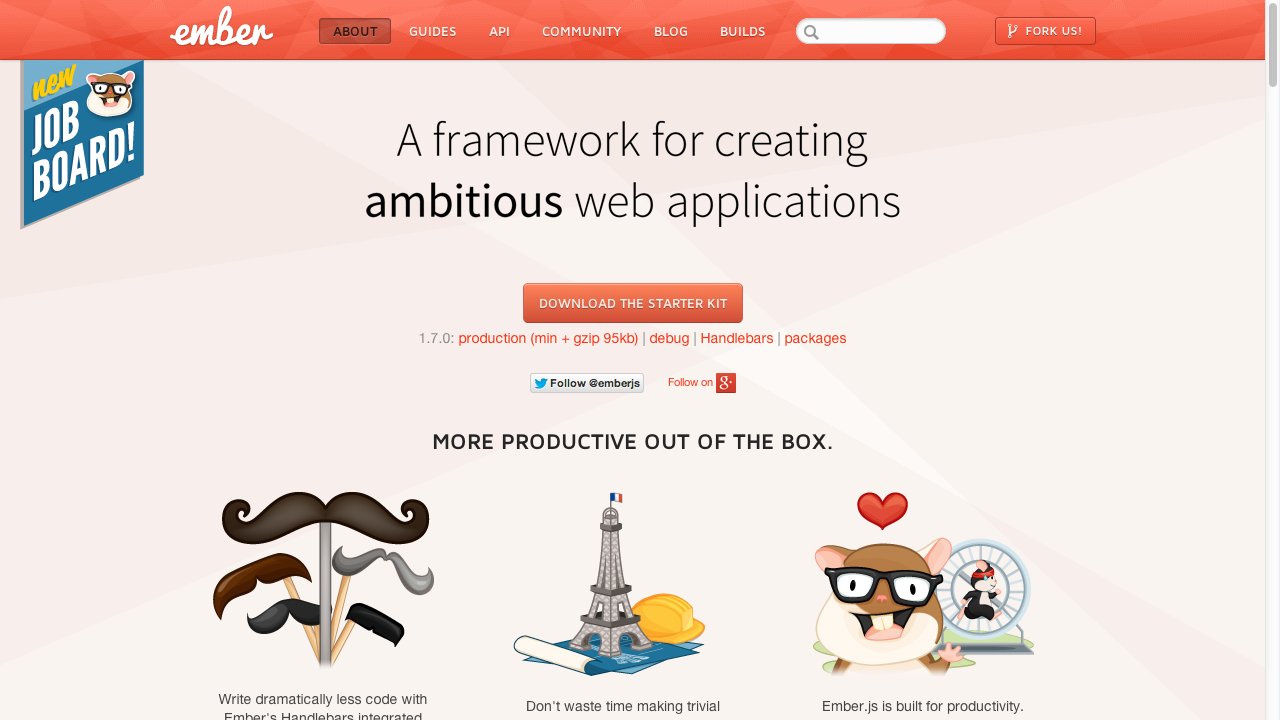 ember
ABOUT
GUIDES
API
COMMUNITY
BLOG
BUILDS
FORK US!
new
JOB
BOARD!
A framework for creating
ambitious web applications
DOWNLOAD THE STARTER KIT
1.7.0: production (min + gzip 95kb) | debug | Handlebars | packages
Follow @emberjs
Follow on g+
MORE PRODUCTIVE OUT OF THE BOX.
Write dramatically less code with
Ember's Handlebars integrated
Don't waste time making trivial
Ember.js is built for productivity.